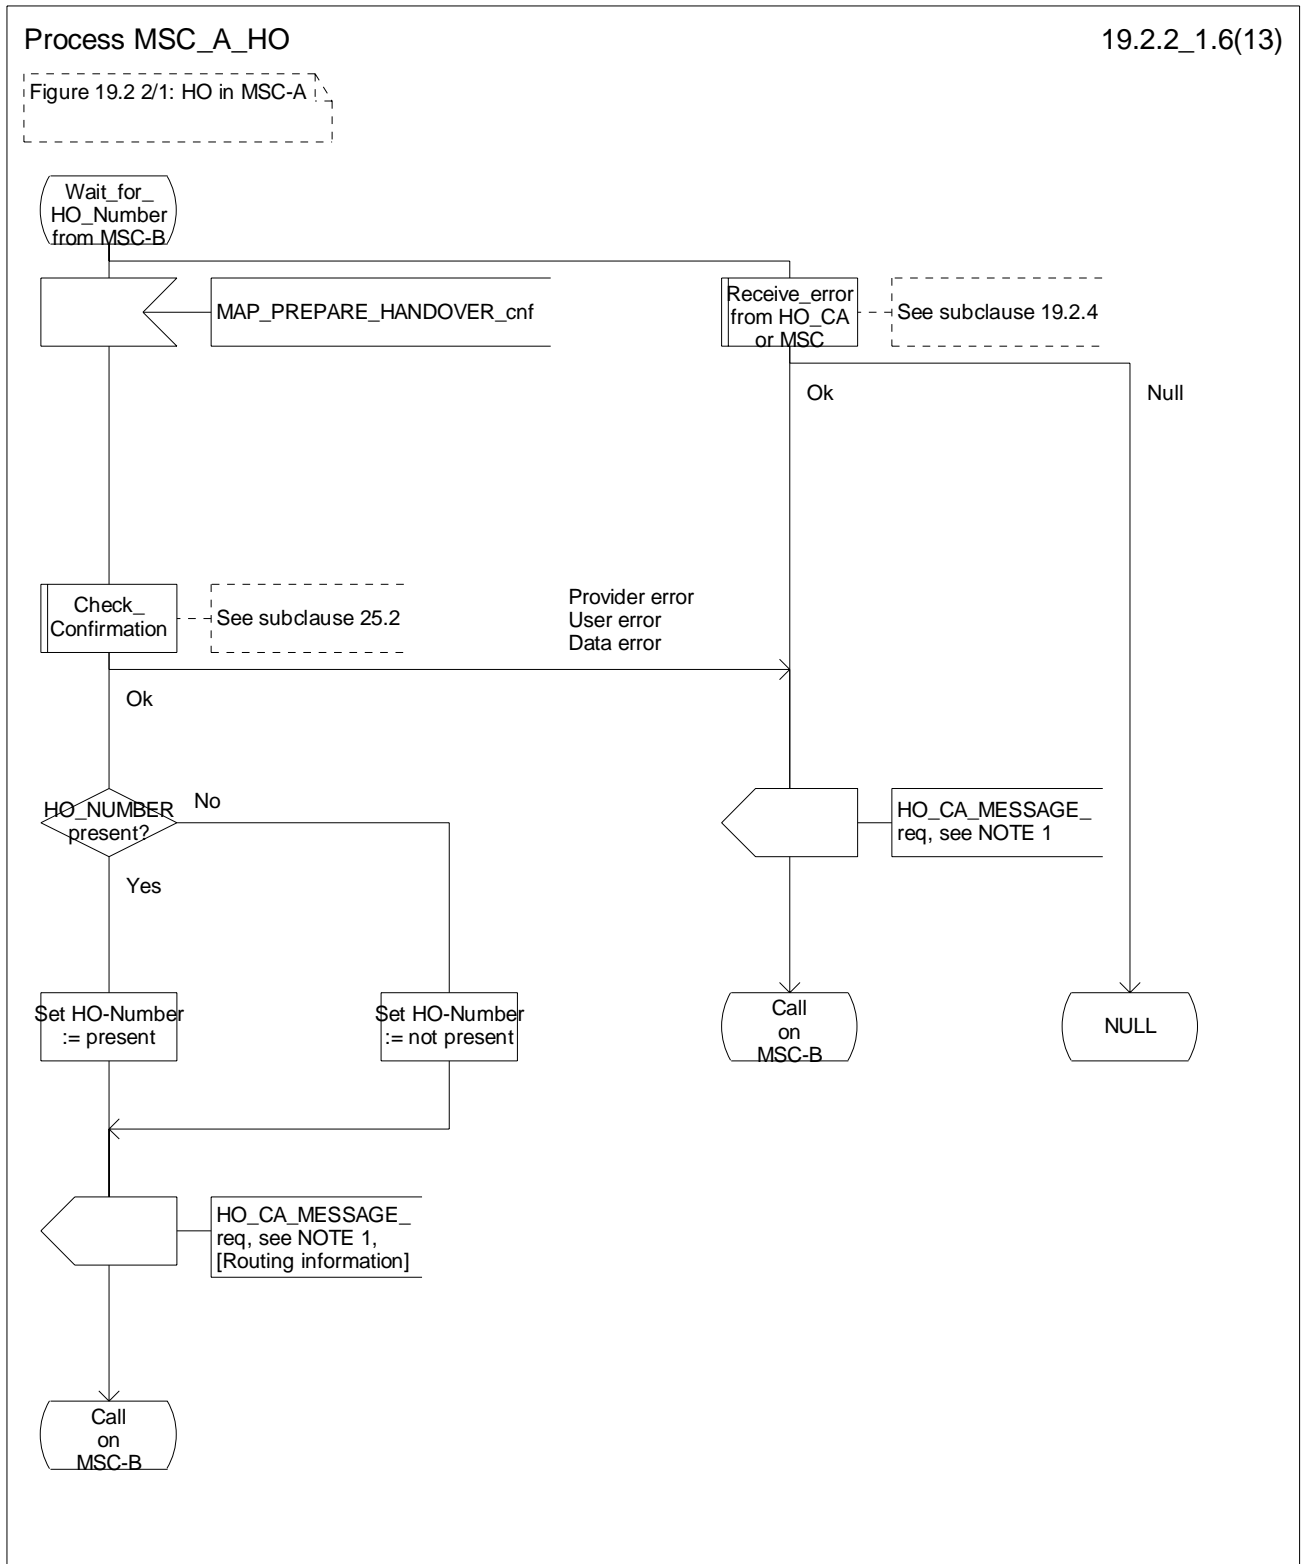 Process MSC_A_HO
19.2.2_1.6(13)
Figure 19.2 2/1: HO in MSC-A
Wait_for_
HO_Number
from MSC-B
MAP_PREPARE_HANDOVER_cnf
Receive_error
from HO_CA
or MSC
See subclause 19.2.4
Ok
Null
Check_
Confirmation
See subclause 25.2
Provider error
User error
Data error
Ok
HO_NUMBER
present?
No
HO_CA_MESSAGE_
req, see NOTE 1
Yes
Set HO-Number
:= present
Set HO-Number
:= not present
Call
on
MSC-B
NULL
HO_CA_MESSAGE_
req, see NOTE 1,
[Routing information]
Call
on
MSC-B